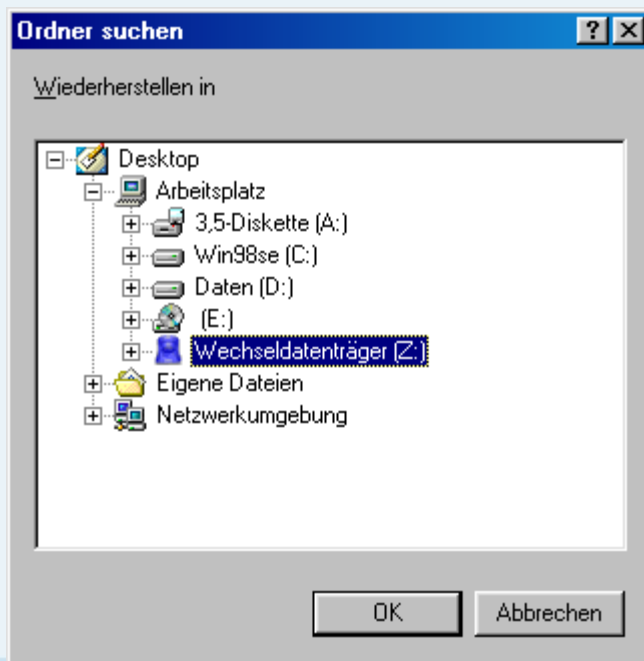 Ordner suchen
Wiederherstellen in
Desktop
Arbeitsplatz
3,5-Diskette (A:)
Win98se (C:)
Daten (D:)
(E:)
Wechseldatenträger (Z:)
Eigene Dateien
Netzwerkumgebung
OK Abbrechen